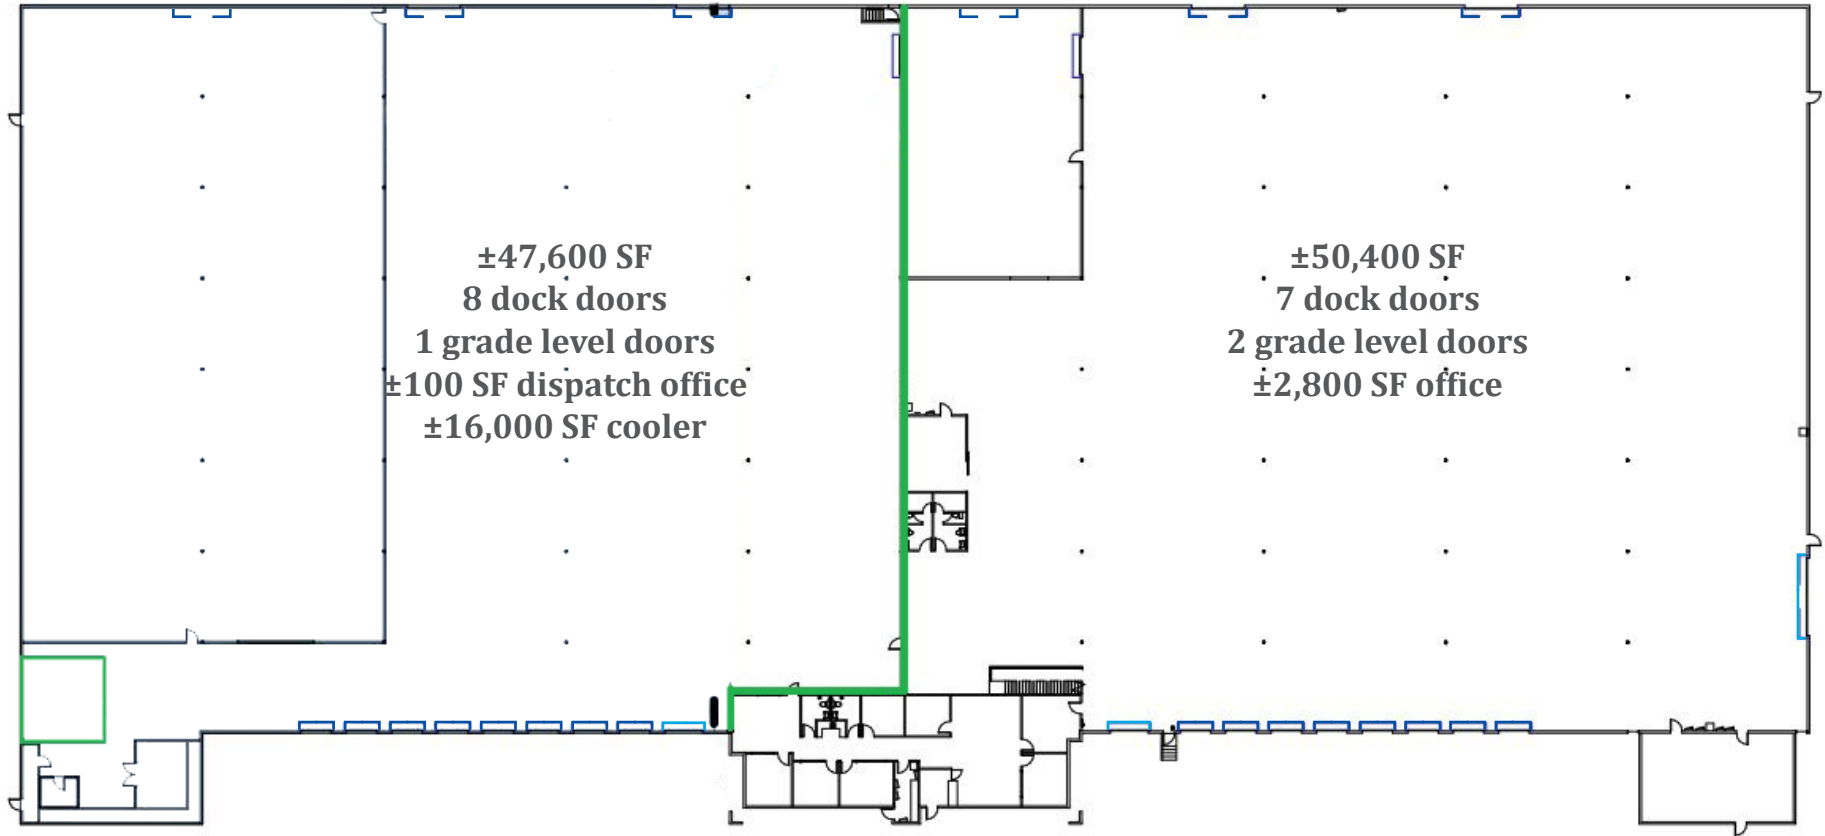 ±47,600 SF
8 dock doors
1 grade level doors
±100 SF dispatch office
±16,000 SF cooler
±50,400 SF
7 dock doors
2 grade level doors
±2,800 SF office